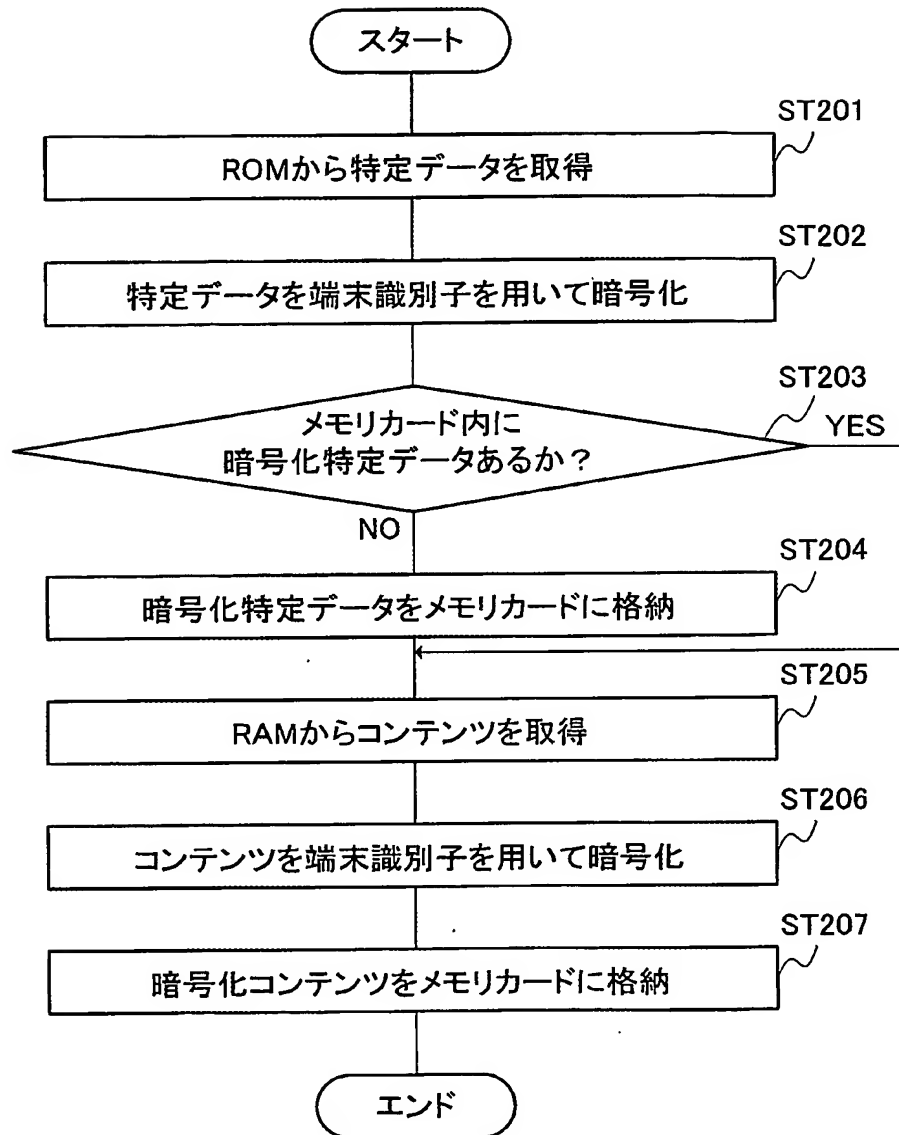 スタート
ST201
ROMから特定データを取得
ST202
特定データを端末識別子を用いて暗号化
ST203
メモリカード内に
暗号化特定データあるか？
YES
NO
ST204
暗号化特定データをメモリカードに格納
ST205
RAMからコンテンツを取得
ST206
コンテンツを端末識別子を用いて暗号化
ST207
暗号化コンテンツをメモリカードに格納
エンド